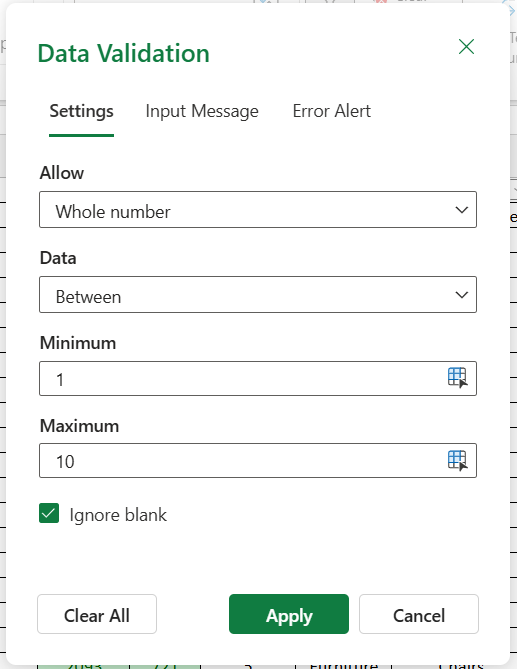 Data Validation
Settings Input Message Error Alert
Allow
Whole number
Data
Between
Minimum
1
Maximum
10
Ignore blank
Clear All Apply Cancel